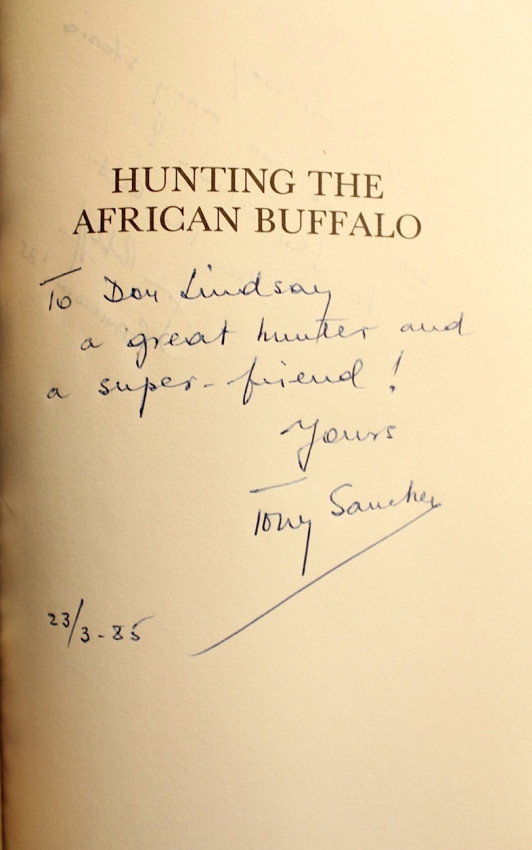 HUNTING THE
AFRICAN BUFFALO
To Don Lindsay
a great hunter and
a super-friend!
Yours
Tony Sanchez
23/3-85